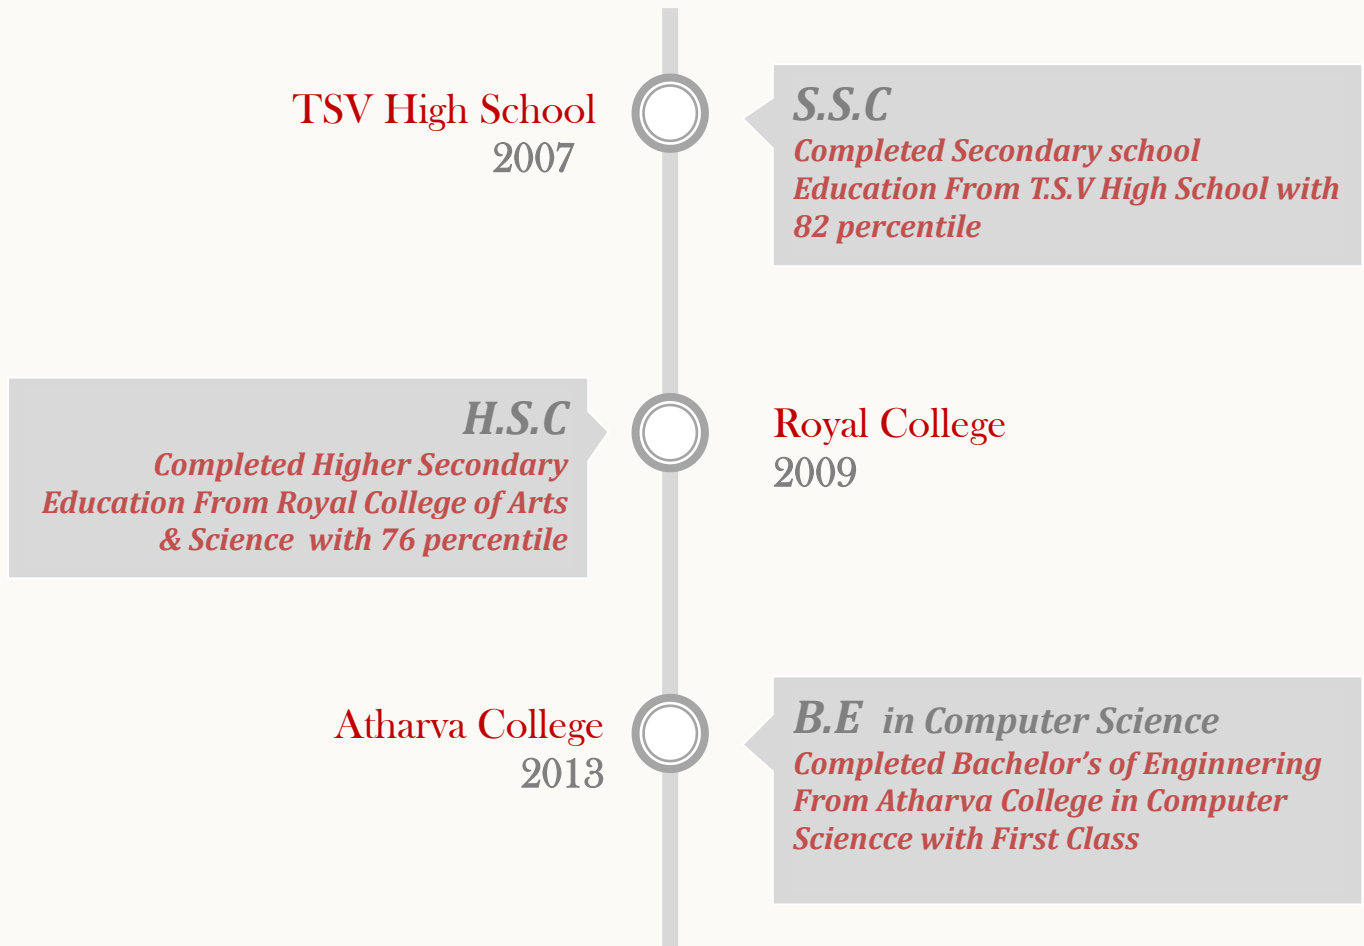 TSV High School
2007
S.S.C
Completed Secondary school
Education From T.S.V High School with
82 percentile
H.S.C
Completed Higher Secondary
Education From Royal College of Arts
& Science  with 76 percentile
Royal College
2009
Atharva College
2013
B.E  in Computer Science
Completed Bachelor’s of Enginnering
From Atharva College in Computer
Sciencce with First Class